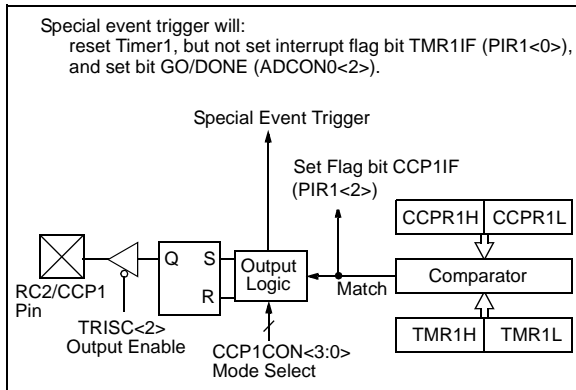 Special event trigger will:
reset Timer1, but not set interrupt flag bit TMR1IF (PIR1<0>),
and set bit GO/DONE (ADCON0<2>).
Special Event Trigger
Set Flag bit CCP1IF
(PIR1<2>)
CCPR1H CCPR1L
Q S Output
R Logic
Match
Comparator
RC2/CCP1
Pin
TRISC<2>
Output Enable
CCP1CON<3:0>
Mode Select
TMR1H TMR1L